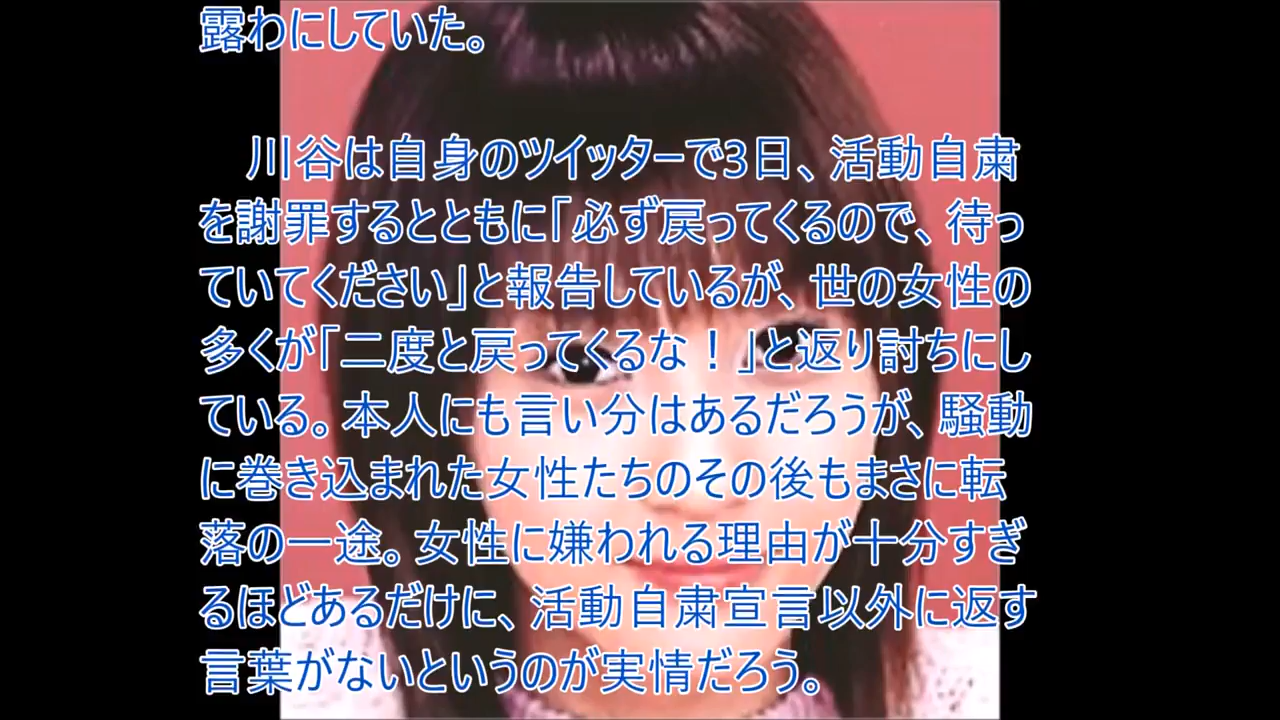 露わにしていた。
川谷は自身のツイッターで3日、活動自粛
を謝罪するとともに「必ず戻ってくるので、待っ
ていてください」と報告しているが、世の女性の
多くが「二度と戻ってくるな！」と返り討ちにし
ている。本人にも言い分はあるだろうが、騒動
に巻き込まれた女性たちのその後もまさに転
落の一途。女性に嫌われる理由が十分すぎ
るほどあるだけに、活動自粛宣言以外に返す
言葉がないというのが実情だろう。